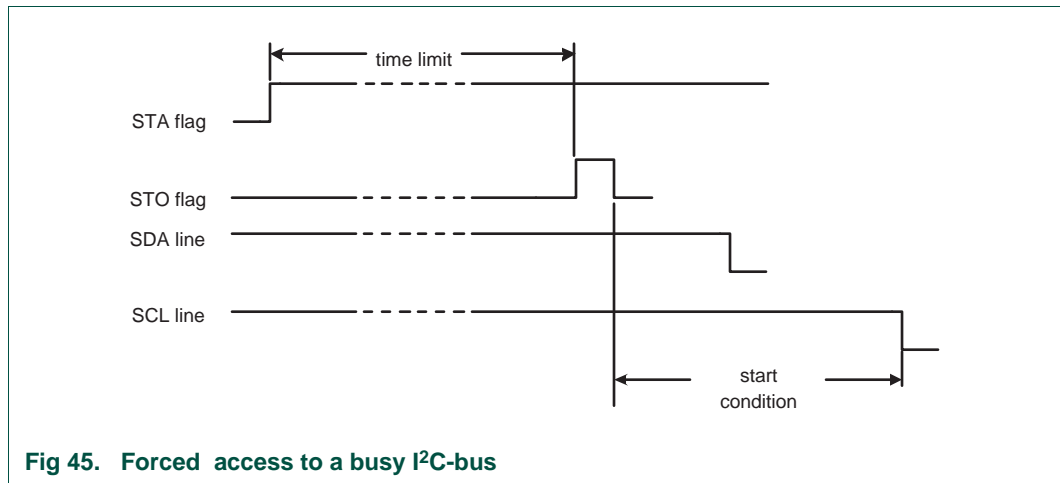 time limit
STA flag
STO flag
SDA line
SCL line
start
condition
Fig 45. Forced access to a busy I²C-bus